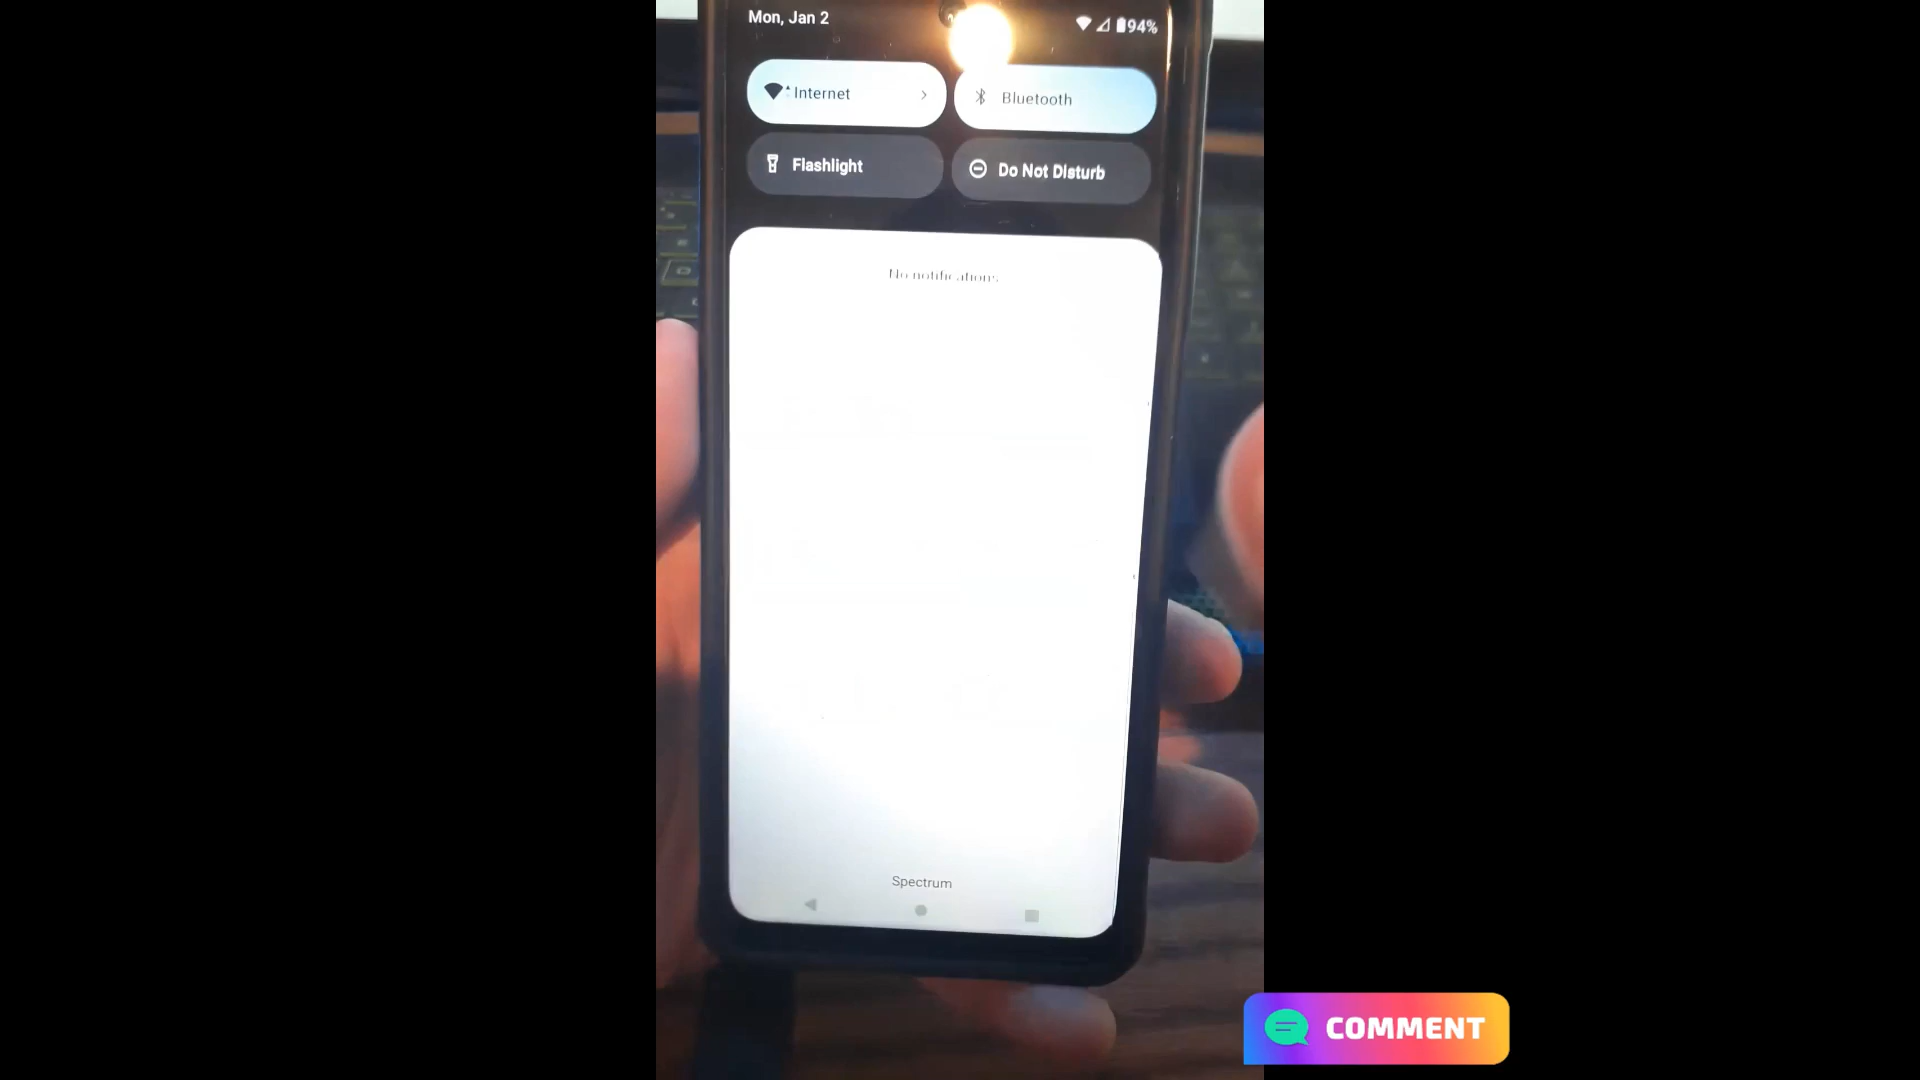 Mon, Jan 2
94%
Internet
Bluetooth
Flashlight
Do Not Disturb
No notifications
Spectrum
COMMENT